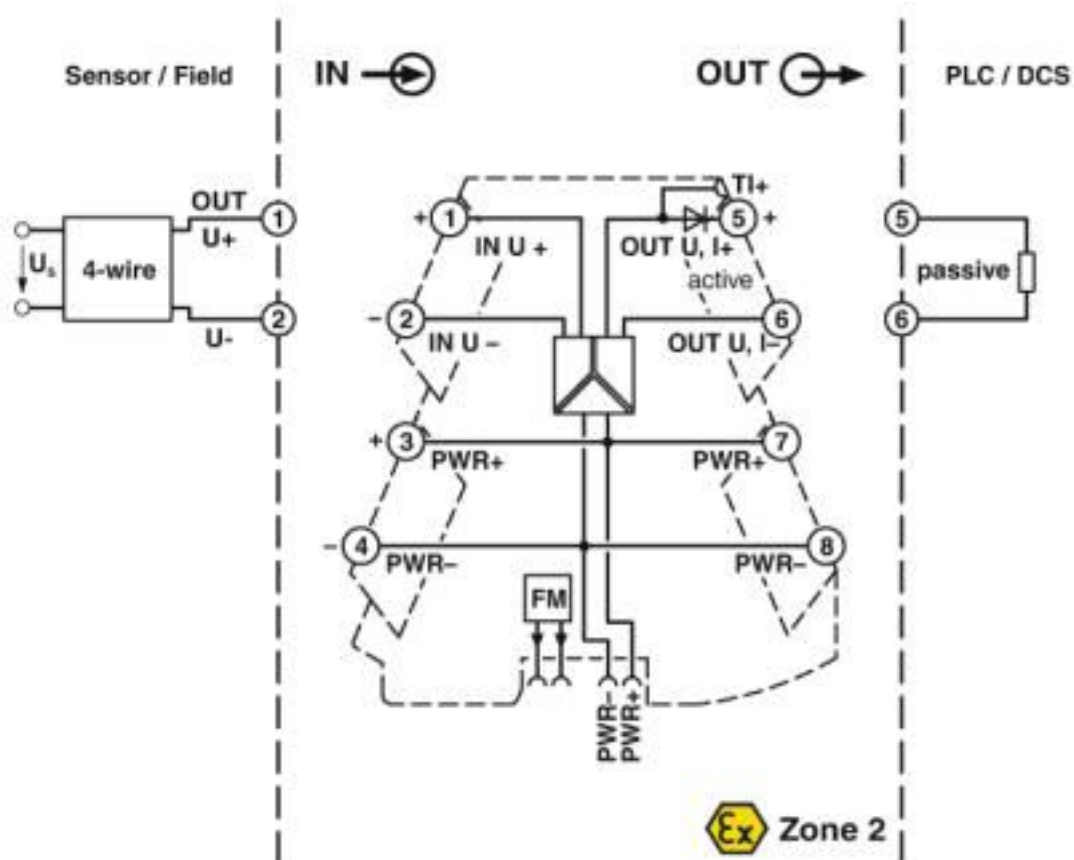 Sensor / Field
IN
OUT
PLC / DCS
OUT
U+
1
Us
4-wire
2
U-
+ 1
IN U +
TI+
5 +
OUT U, I+
active
– 2
IN U –
6
OUT U, I–
5
passive
6
+ 3
PWR+
7
PWR+
– 4
PWR–
8
PWR–
FM
PWR–
PWR+
Ex Zone 2